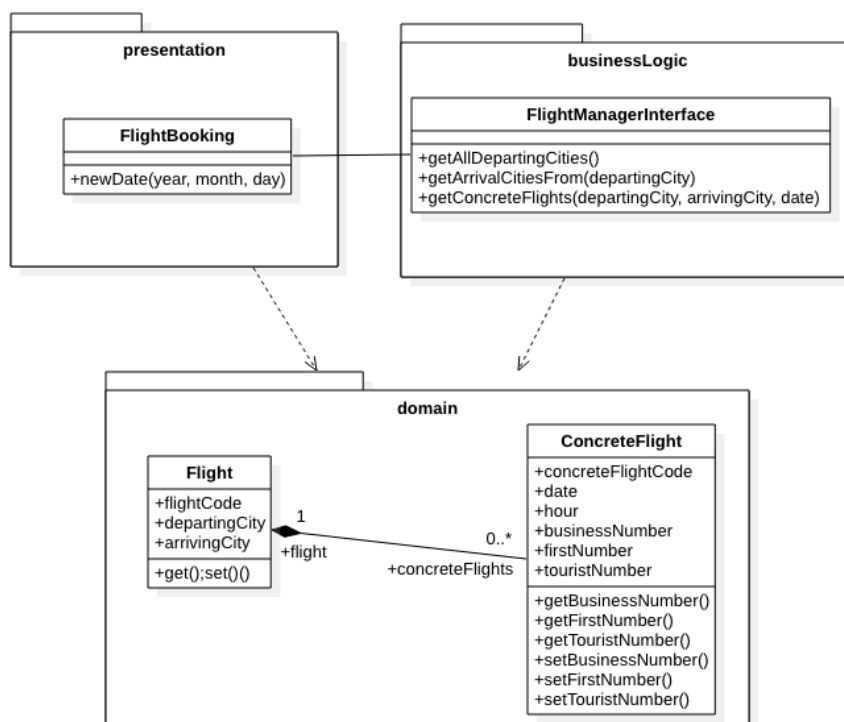 presentation
FlightBooking
+newDate(year, month, day)
businessLogic
FlightManagerInterface
+getAllDepartingCities()
+getArrivalCitiesFrom(departingCity)
+getConcreteFlights(departingCity, arrivingCity, date)
domain
Flight
+flightCode
+departingCity
+arrivingCity
+get();set()()
1
+flight
0..*
+concreteFlights
ConcreteFlight
+concreteFlightCode
+date
+hour
+businessNumber
+firstNumber
+touristNumber
+getBusinessNumber()
+getFirstNumber()
+getTouristNumber()
+setBusinessNumber()
+setFirstNumber()
+setTouristNumber()